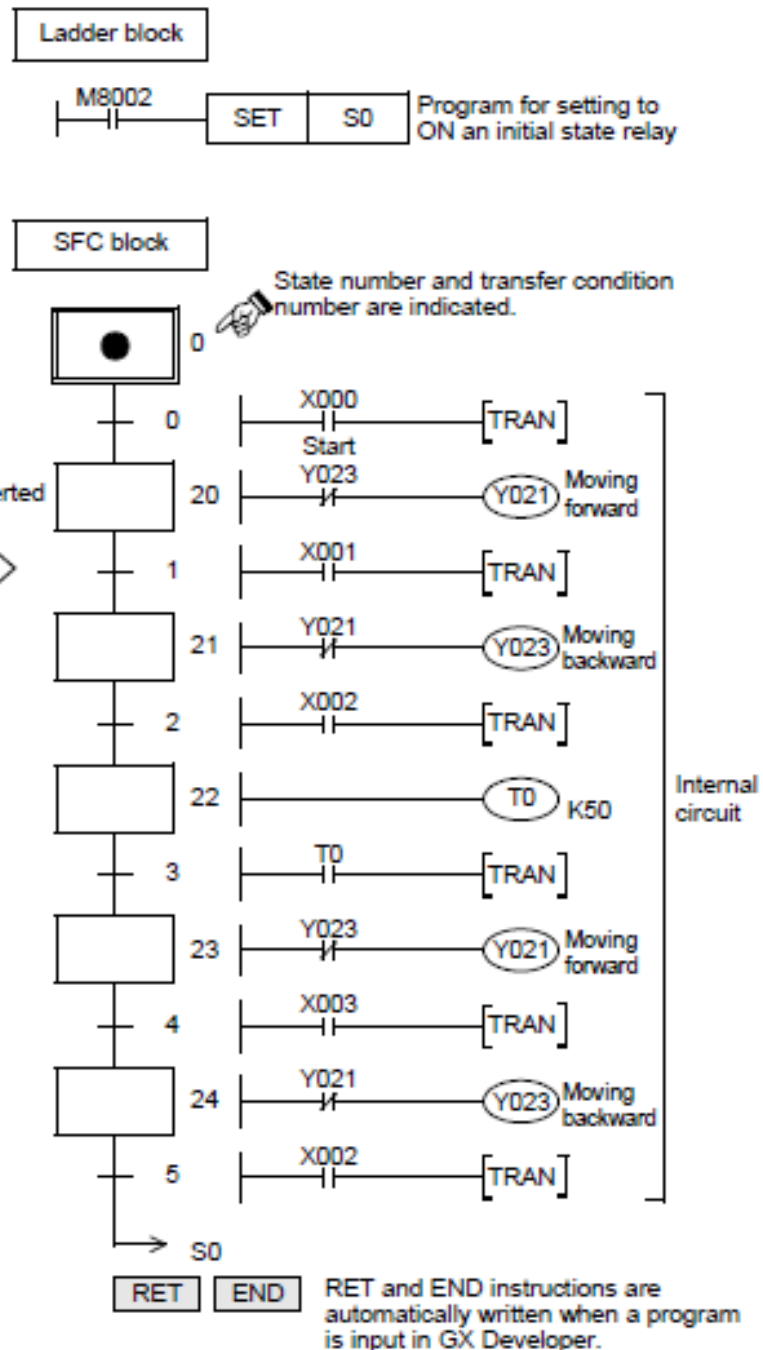 Ladder block
M8002
SET S0 Program for setting to
ON an initial state relay
SFC block
State number and transfer condition
number are indicated.
0
0 X000 TRAN
Start
erted 20 Y023 Y021 Moving
forward
1 X001 TRAN
21 Y021 Y023 Moving
backward
2 X002 TRAN
22 T0 K50
Internal
circuit
3 T0 TRAN
23 Y023 Y021 Moving
forward
4 X003 TRAN
24 Y021 Y023 Moving
backward
5 X002 TRAN
S0
RET END RET and END instructions are
automatically written when a program
is input in GX Developer.